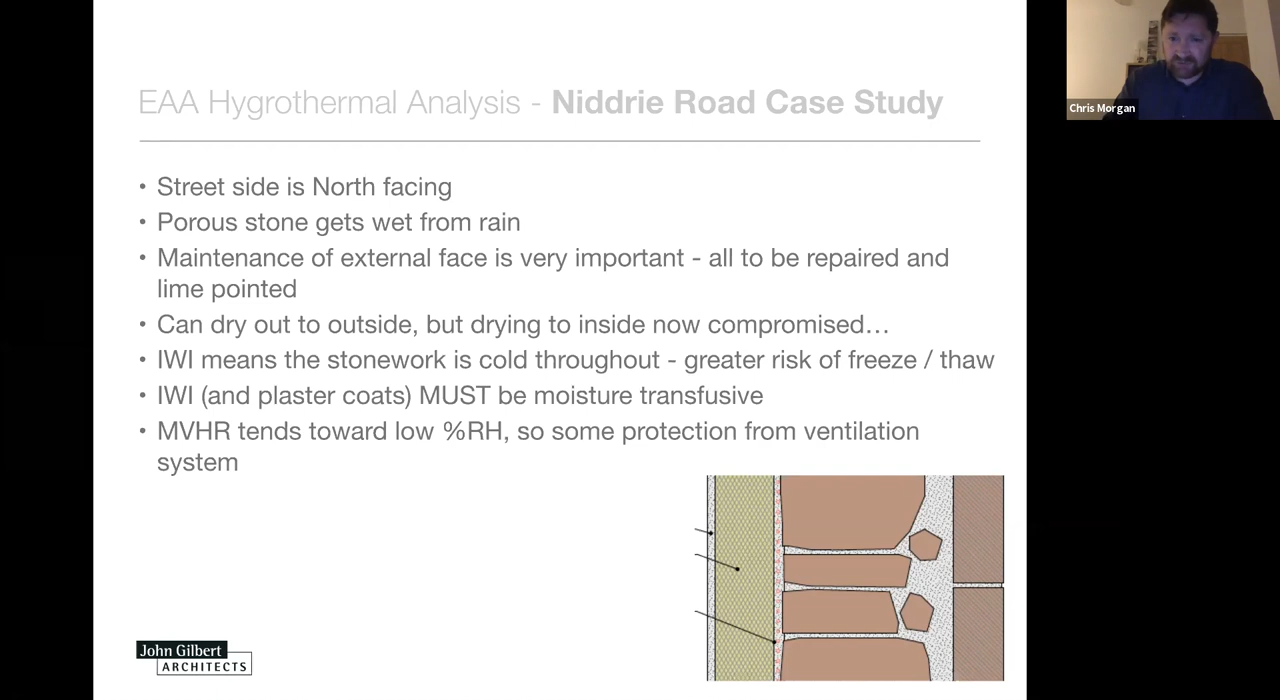 EAA Hygrothermal Analysis - Niddrie Road Case Study
Chris Morgan
• Street side is North facing
• Porous stone gets wet from rain
• Maintenance of external face is very important - all to be repaired and
lime pointed
• Can dry out to outside, but drying to inside now compromised…
• IWI means the stonework is cold throughout - greater risk of freeze / thaw
• IWI (and plaster coats) MUST be moisture transfusive
• MVHR tends toward low %RH, so some protection from ventilation
system
John Gilbert
ARCHITECTS